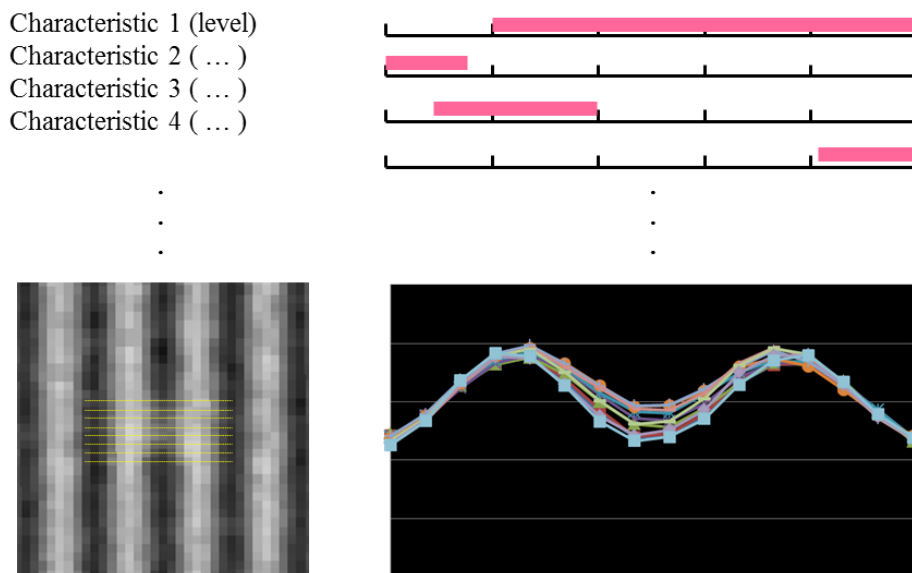 Characteristic 1 (level)
Characteristic 2 ( … )
Characteristic 3 ( … )
Characteristic 4 ( … )